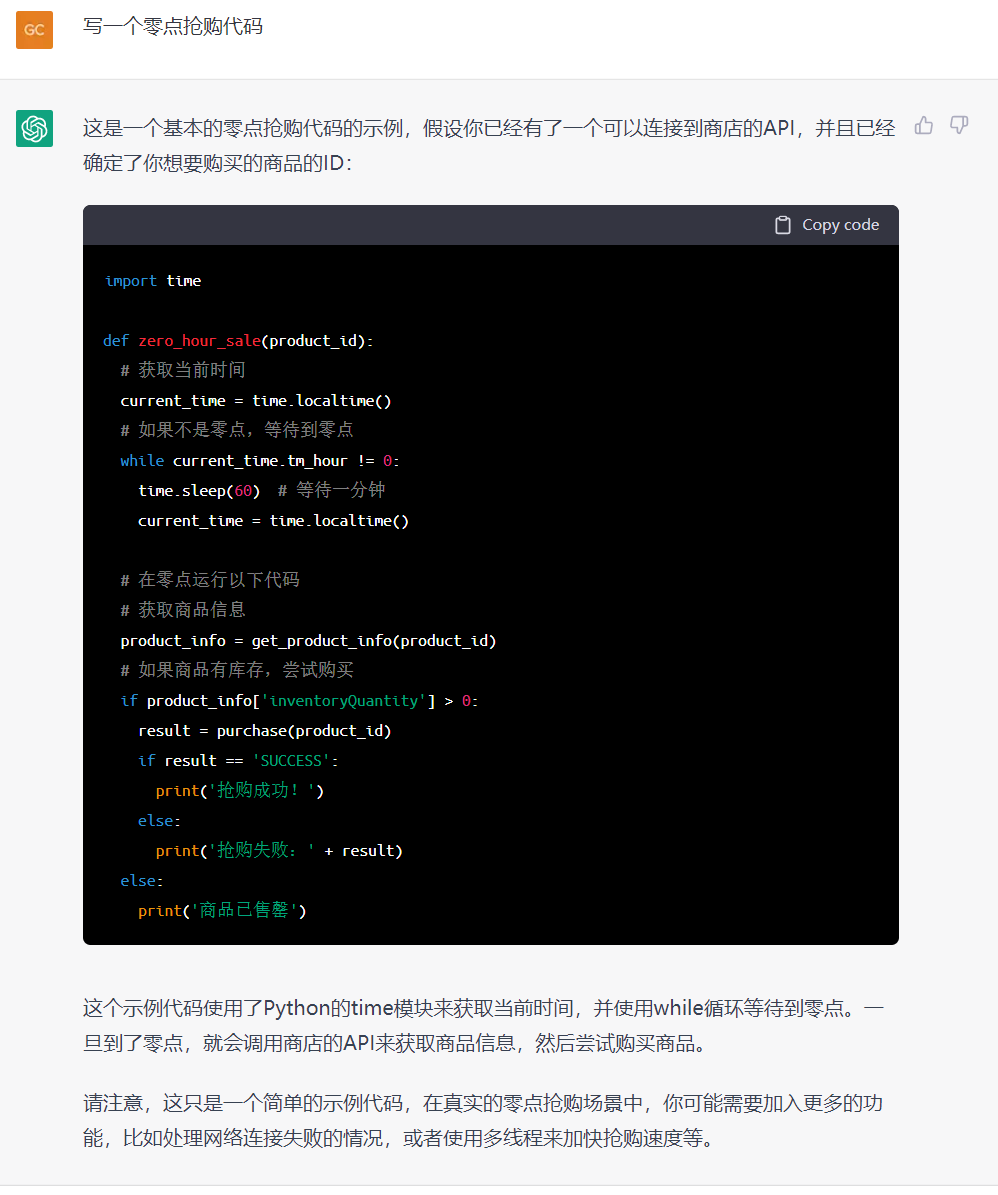 GC
写一个零点抢购代码
这是一个基本的零点抢购代码的示例，假设你已经有了一个可以连接到商店的API，并且已经
确定了你想要购买的商品的ID：
Copy code
import time
def zero_hour_sale(product_id):
  # 获取当前时间
  current_time = time.localtime()
  # 如果不是零点，等待到零点
  while current_time.tm_hour != 0:
    time.sleep(60)  # 等待一分钟
    current_time = time.localtime()
  # 在零点运行以下代码
  # 获取商品信息
  product_info = get_product_info(product_id)
  # 如果商品有库存，尝试购买
  if product_info['inventoryQuantity'] > 0:
    result = purchase(product_id)
    if result == 'SUCCESS':
      print('抢购成功！')
    else:
      print('抢购失败：' + result)
  else:
    print('商品已售罄')
这个示例代码使用了Python的time模块来获取当前时间，并使用while循环等待到零点。一
旦到了零点，就会调用商店的API来获取商品信息，然后尝试购买商品。
请注意，这只是一个简单的示例代码，在真实的零点抢购场景中，你可能需要加入更多的功
能，比如处理网络连接失败的情况，或者使用多线程来加快抢购速度等。